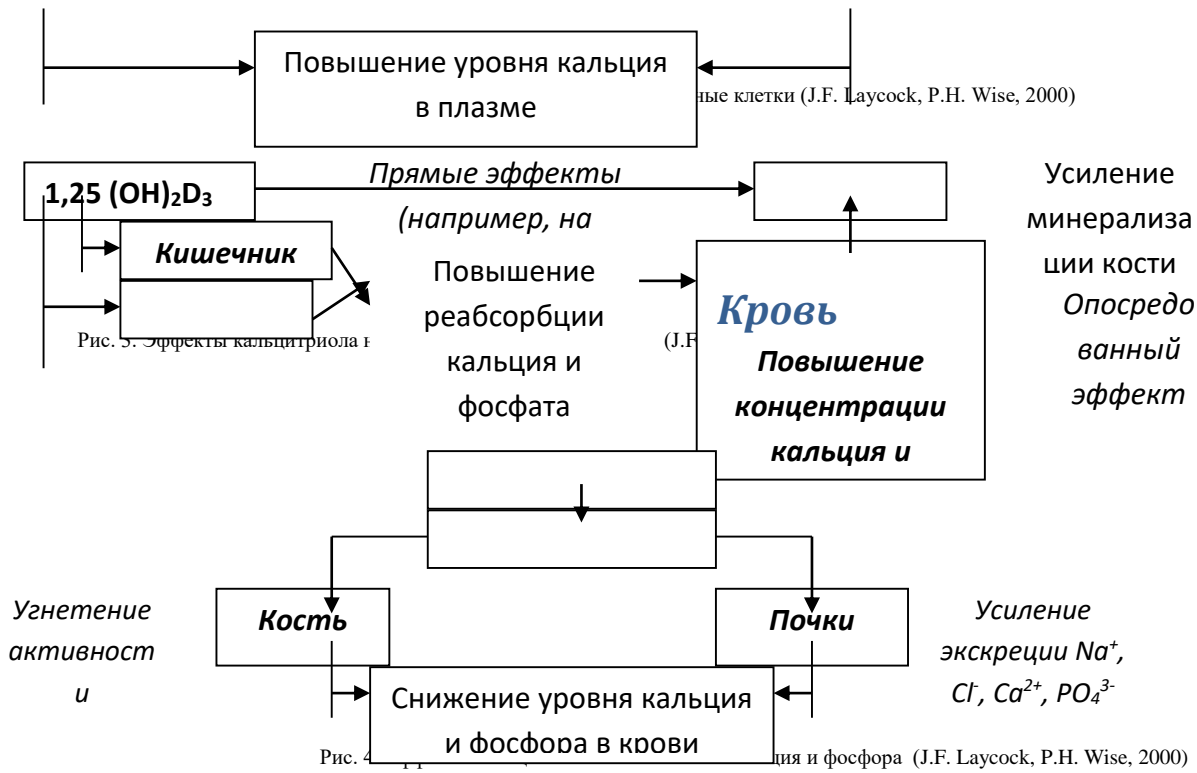 Повышение уровня кальция
в плазме
ные клетки (J.F. Laycock, P.H. Wise, 2000)
1,25 (OH)₂D₃
Прямые эффекты
(например, на
Усиление
минерализа
ции кости
Кишечник
Повышение
реабсорбции
кальция и
фосфата
Кровь
Повышение
концентрации
кальция и
Опосредо
ванный
эффект
Рис. 3. Эффекты кальцитриола
(J.F
Угнетение
активност
и
Кость
Почки
Усиление
экскреции Na⁺,
Cl⁻, Ca²⁺, PO₄³⁻
Снижение уровня кальция
и фосфора в крови
Рис. 4
ция и фосфора (J.F. Laycock, P.H. Wise, 2000)